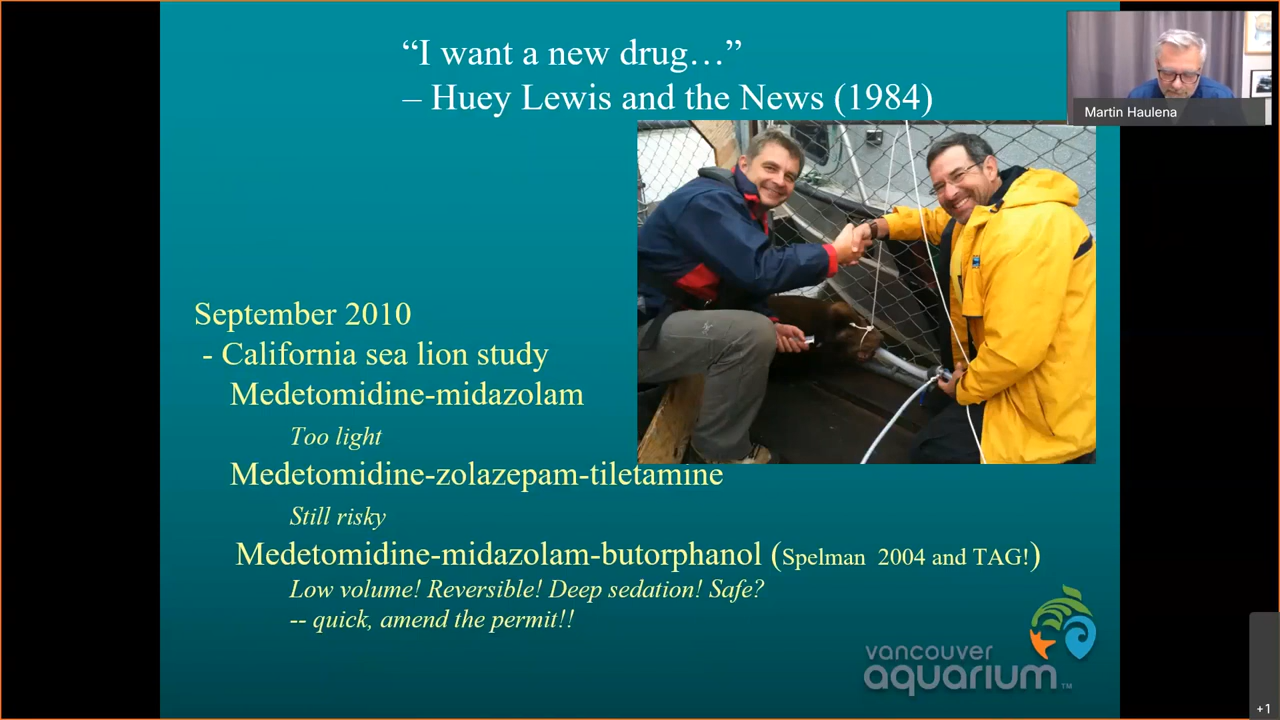 “I want a new drug…”
– Huey Lewis and the News (1984)
Martin Haulena
September 2010
- California sea lion study
Medetomidine-midazolam
Too light
Medetomidine-zolazepam-tiletamine
Still risky
Medetomidine-midazolam-butorphanol (Spelman 2004 and TAG!)
Low volume! Reversible! Deep sedation! Safe?
-- quick, amend the permit!!
vancouver
aquarium™
+1